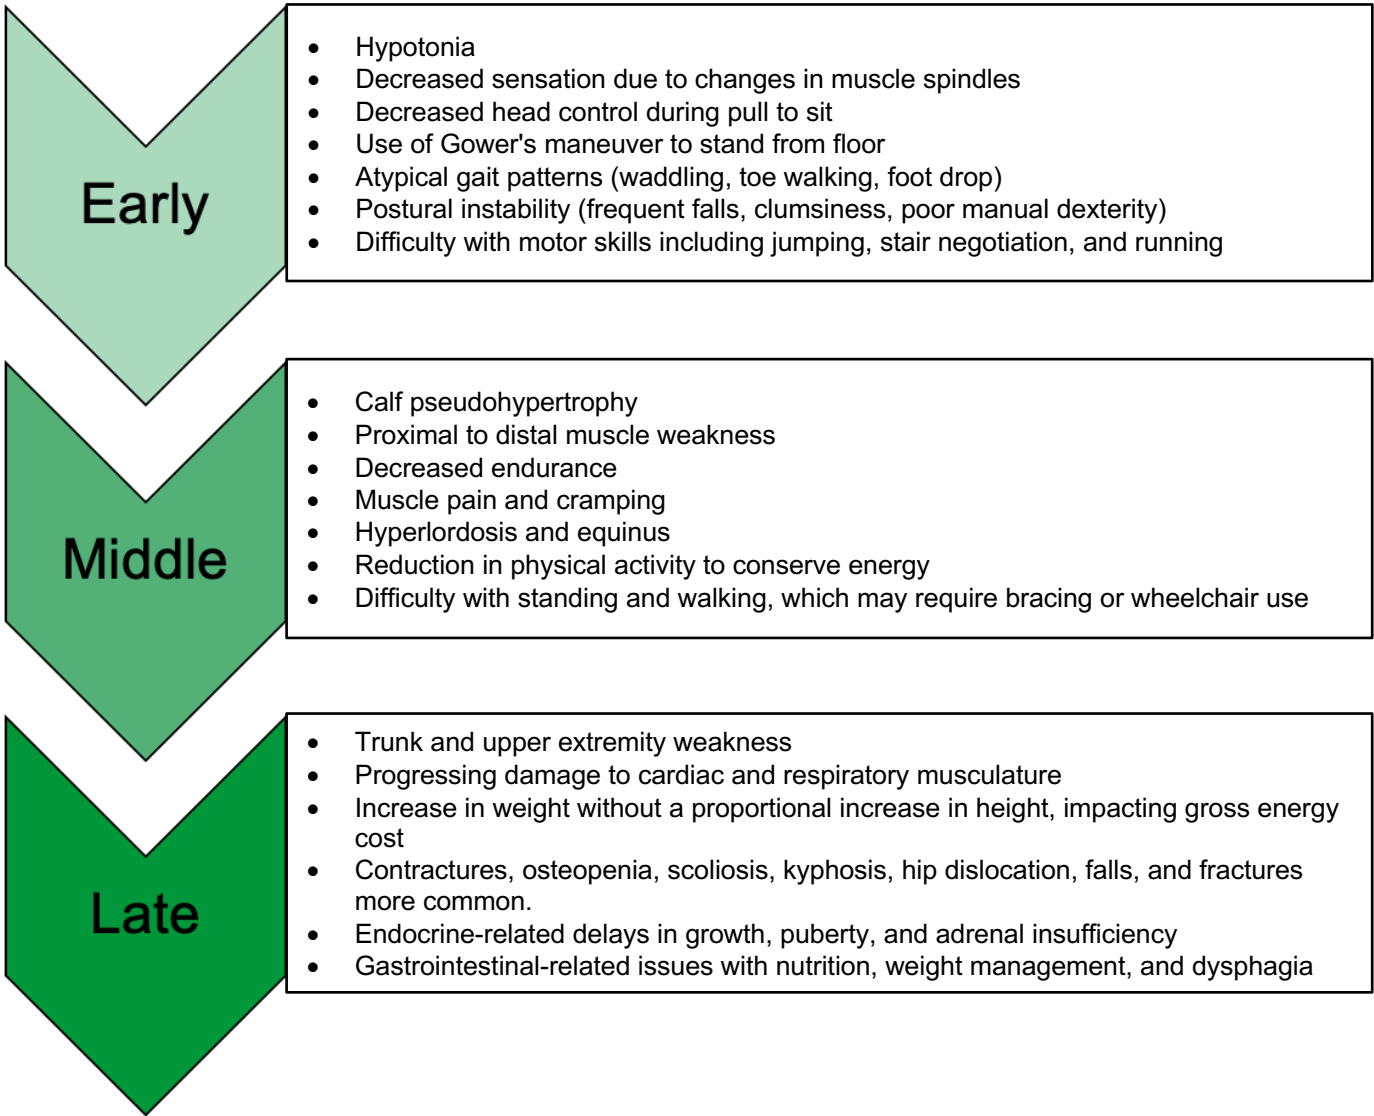 Early
• Hypotonia
• Decreased sensation due to changes in muscle spindles
• Decreased head control during pull to sit
• Use of Gower's maneuver to stand from floor
• Atypical gait patterns (waddling, toe walking, foot drop)
• Postural instability (frequent falls, clumsiness, poor manual dexterity)
• Difficulty with motor skills including jumping, stair negotiation, and running
Middle
• Calf pseudohypertrophy
• Proximal to distal muscle weakness
• Decreased endurance
• Muscle pain and cramping
• Hyperlordosis and equinus
• Reduction in physical activity to conserve energy
• Difficulty with standing and walking, which may require bracing or wheelchair use
Late
• Trunk and upper extremity weakness
• Progressing damage to cardiac and respiratory musculature
• Increase in weight without a proportional increase in height, impacting gross energy
cost
• Contractures, osteopenia, scoliosis, kyphosis, hip dislocation, falls, and fractures
more common.
• Endocrine-related delays in growth, puberty, and adrenal insufficiency
• Gastrointestinal-related issues with nutrition, weight management, and dysphagia